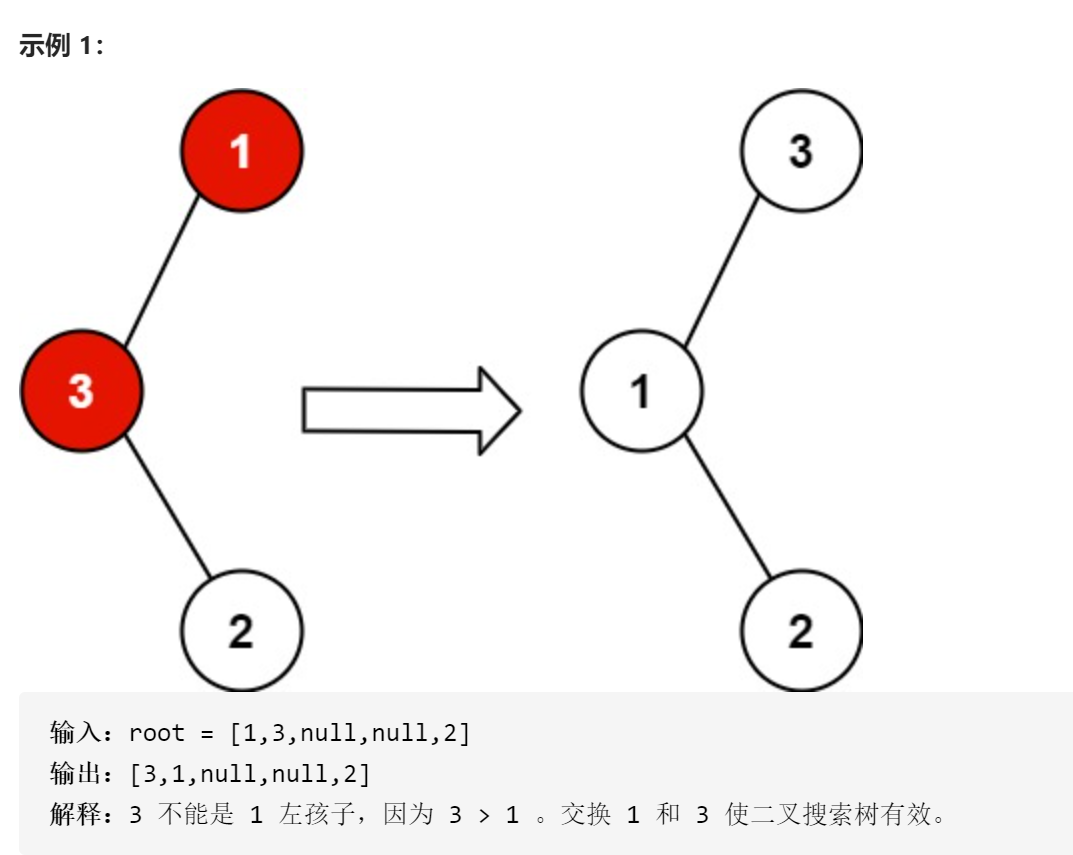 示例 1：
1
3
3
1
2
2
输入：root = [1,3,null,null,2]
输出：[3,1,null,null,2]
解释：3 不能是 1 左孩子，因为 3 > 1 。交换 1 和 3 使二叉搜索树有效。